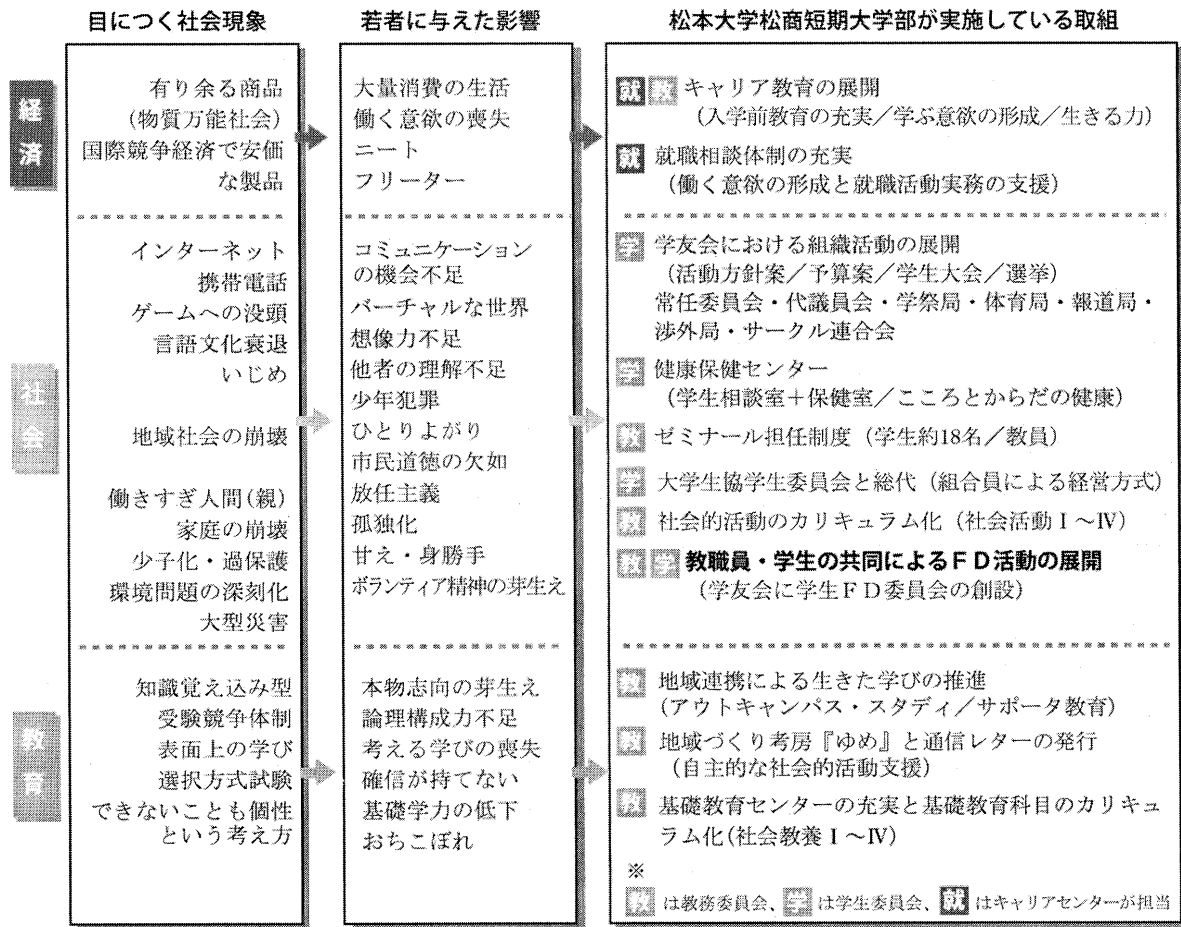 目につく社会現象
若者に与えた影響
松本大学松商短期大学部が実施している取組
経済
有り余る商品
(物質万能社会)
国際競争経済で安価
な製品
大量消費の生活
働く意欲の喪失
ニート
フリーター
就 教 キャリア教育の展開
(入学前教育の充実/学ぶ意欲の形成/生きる力)
就 就職相談体制の充実
(働く意欲の形成と就職活動実務の支援)
社会
インターネット
携帯電話
ゲームへの没頭
言語文化衰退
いじめ
地域社会の崩壊
働きすぎ人間(親)
家庭の崩壊
少子化・過保護
環境問題の深刻化
大型災害
コミュニケーション
の機会不足
バーチャルな世界
想像力不足
他者の理解不足
少年犯罪
ひとりよがり
市民道徳の欠如
放任主義
孤独化
甘え・身勝手
ボランティア精神の芽生え
学 学友会における組織活動の展開
(活動方針案/予算案/学生大会/選挙)
常任委員会・代議員会・学祭局・体育局・報道局・
渉外局・サークル連合会
学 健康保健センター
(学生相談室+保健室/こころとからだの健康)
教 ゼミナール担任制度(学生約18名/教員)
学 大学生協学生委員会と総代(組合員による経営方式)
教 社会的活動のカリキュラム化(社会活動Ⅰ~Ⅳ)
教 学 教職員・学生の共同によるFD活動の展開
(学友会に学生FD委員会の創設)
教育
知識覚え込み型
受験競争体制
表面上の学び
選択方式試験
できないことも個性
という考え方
本物志向の芽生え
論理構成力不足
考える学びの喪失
確信が持てない
基礎学力の低下
おちこぼれ
教 地域連携による生きた学びの推進
(アウトキャンパス・スタディ/サポータ教育)
教 地域づくり考房『ゆめ』と通信レターの発行
(自主的な社会的活動支援)
教 基礎教育センターの充実と基礎教育科目のカリキュ
ラム化(社会教養Ⅰ~Ⅳ)
※
教 は教務委員会、学 は学生委員会、就 はキャリアセンターが担当